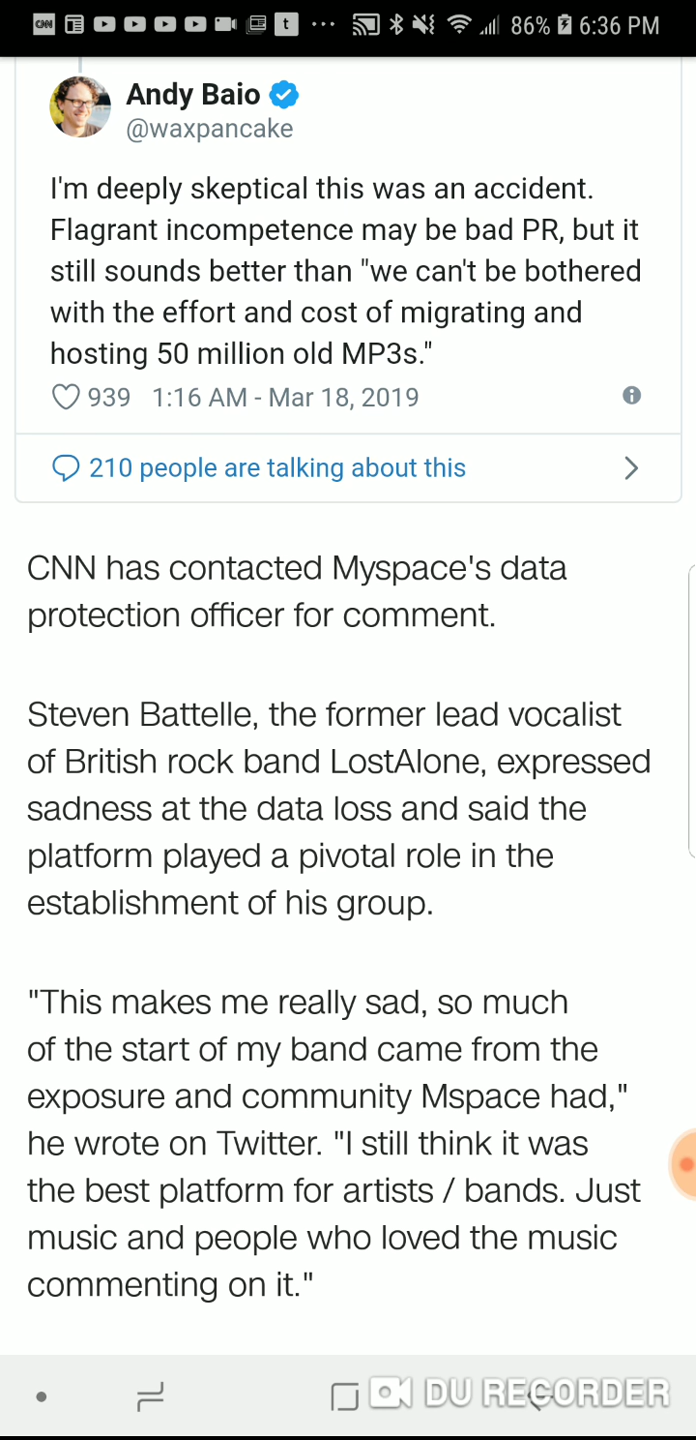 CNN
t
86% 6:36 PM
Andy Baio
@waxpancake
I'm deeply skeptical this was an accident.
Flagrant incompetence may be bad PR, but it
still sounds better than "we can't be bothered
with the effort and cost of migrating and
hosting 50 million old MP3s."
939 1:16 AM - Mar 18, 2019
210 people are talking about this
CNN has contacted Myspace's data
protection officer for comment.
Steven Battelle, the former lead vocalist
of British rock band LostAlone, expressed
sadness at the data loss and said the
platform played a pivotal role in the
establishment of his group.
"This makes me really sad, so much
of the start of my band came from the
exposure and community Mspace had,"
he wrote on Twitter. "I still think it was
the best platform for artists / bands. Just
music and people who loved the music
commenting on it."
DU RECORDER